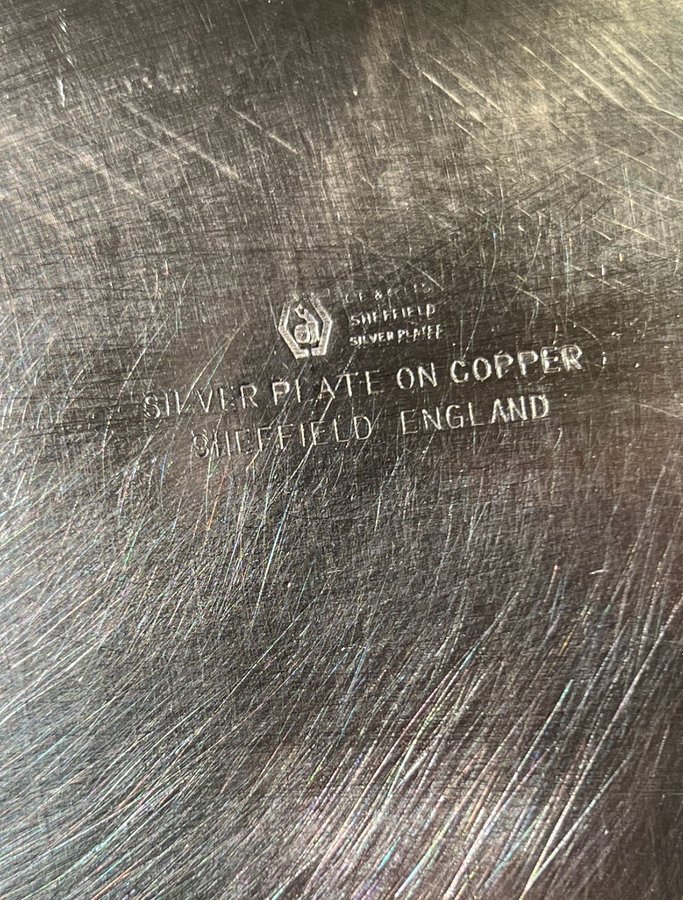 SHEFFIELD
SILVER PLATE
SILVER PLATE ON COPPER
SHEFFIELD ENGLAND